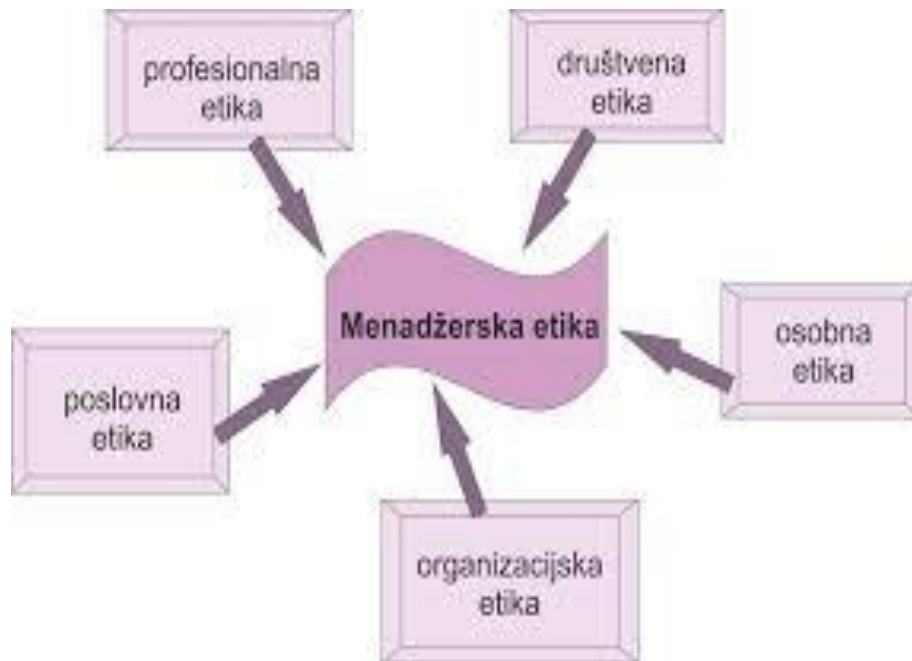 profesionalna
etika
društvena
etika
Menadžerska etika
osobna
etika
poslovna
etika
organizacijska
etika